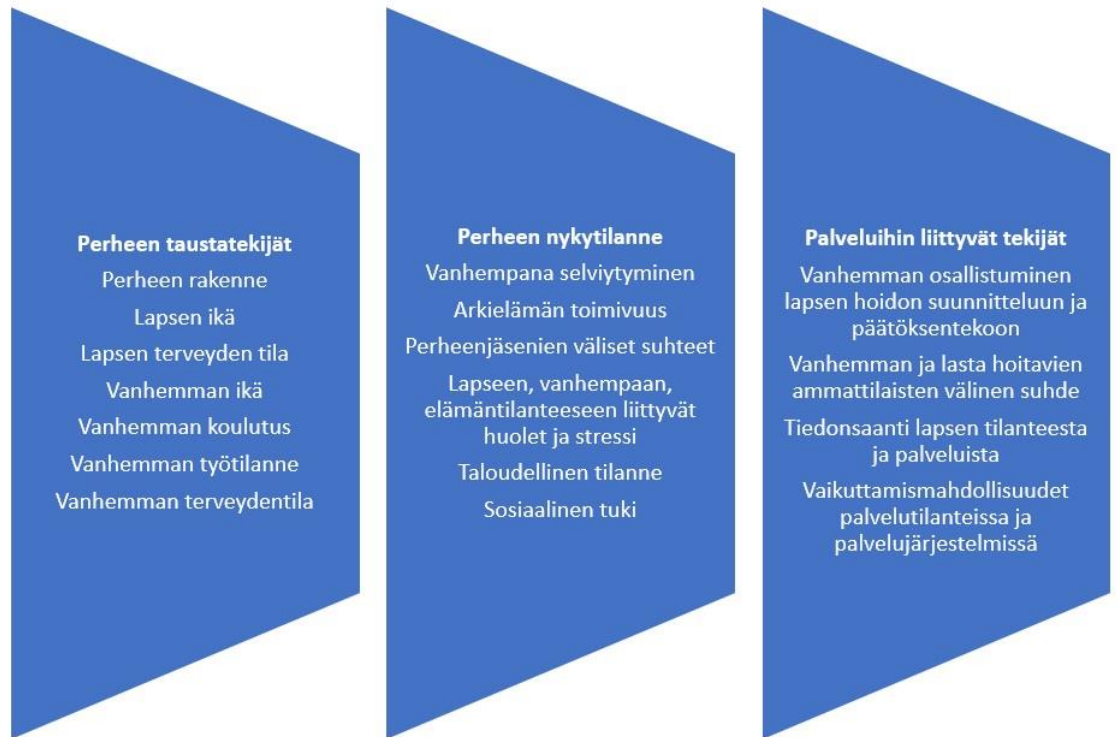 Perheen taustatekijät
Perheen rakenne
Lapsen ikä
Lapsen terveyden tila
Vanhemman ikä
Vanhemman koulutus
Vanhemman työtilanne
Vanhemman terveydentila
Perheen nykytilanne
Vanhempana selviytyminen
Arkielämän toimivuus
Perheenjäsenien väliset suhteet
Lapseen, vanhempaan,
elämäntilanteeseen liittyvät
huolet ja stressi
Taloudellinen tilanne
Sosiaalinen tuki
Palveluihin liittyvät tekijät
Vanhemman osallistuminen
lapsen hoidon suunnitteluun ja
päätöksentekoon
Vanhemman ja lasta hoitavien
ammattilaisten välinen suhde
Tiedonsaanti lapsen tilanteesta
ja palveluista
Vaikuttamismahdollisuudet
palvelutilanteissa ja
palvelujärjestelmissä